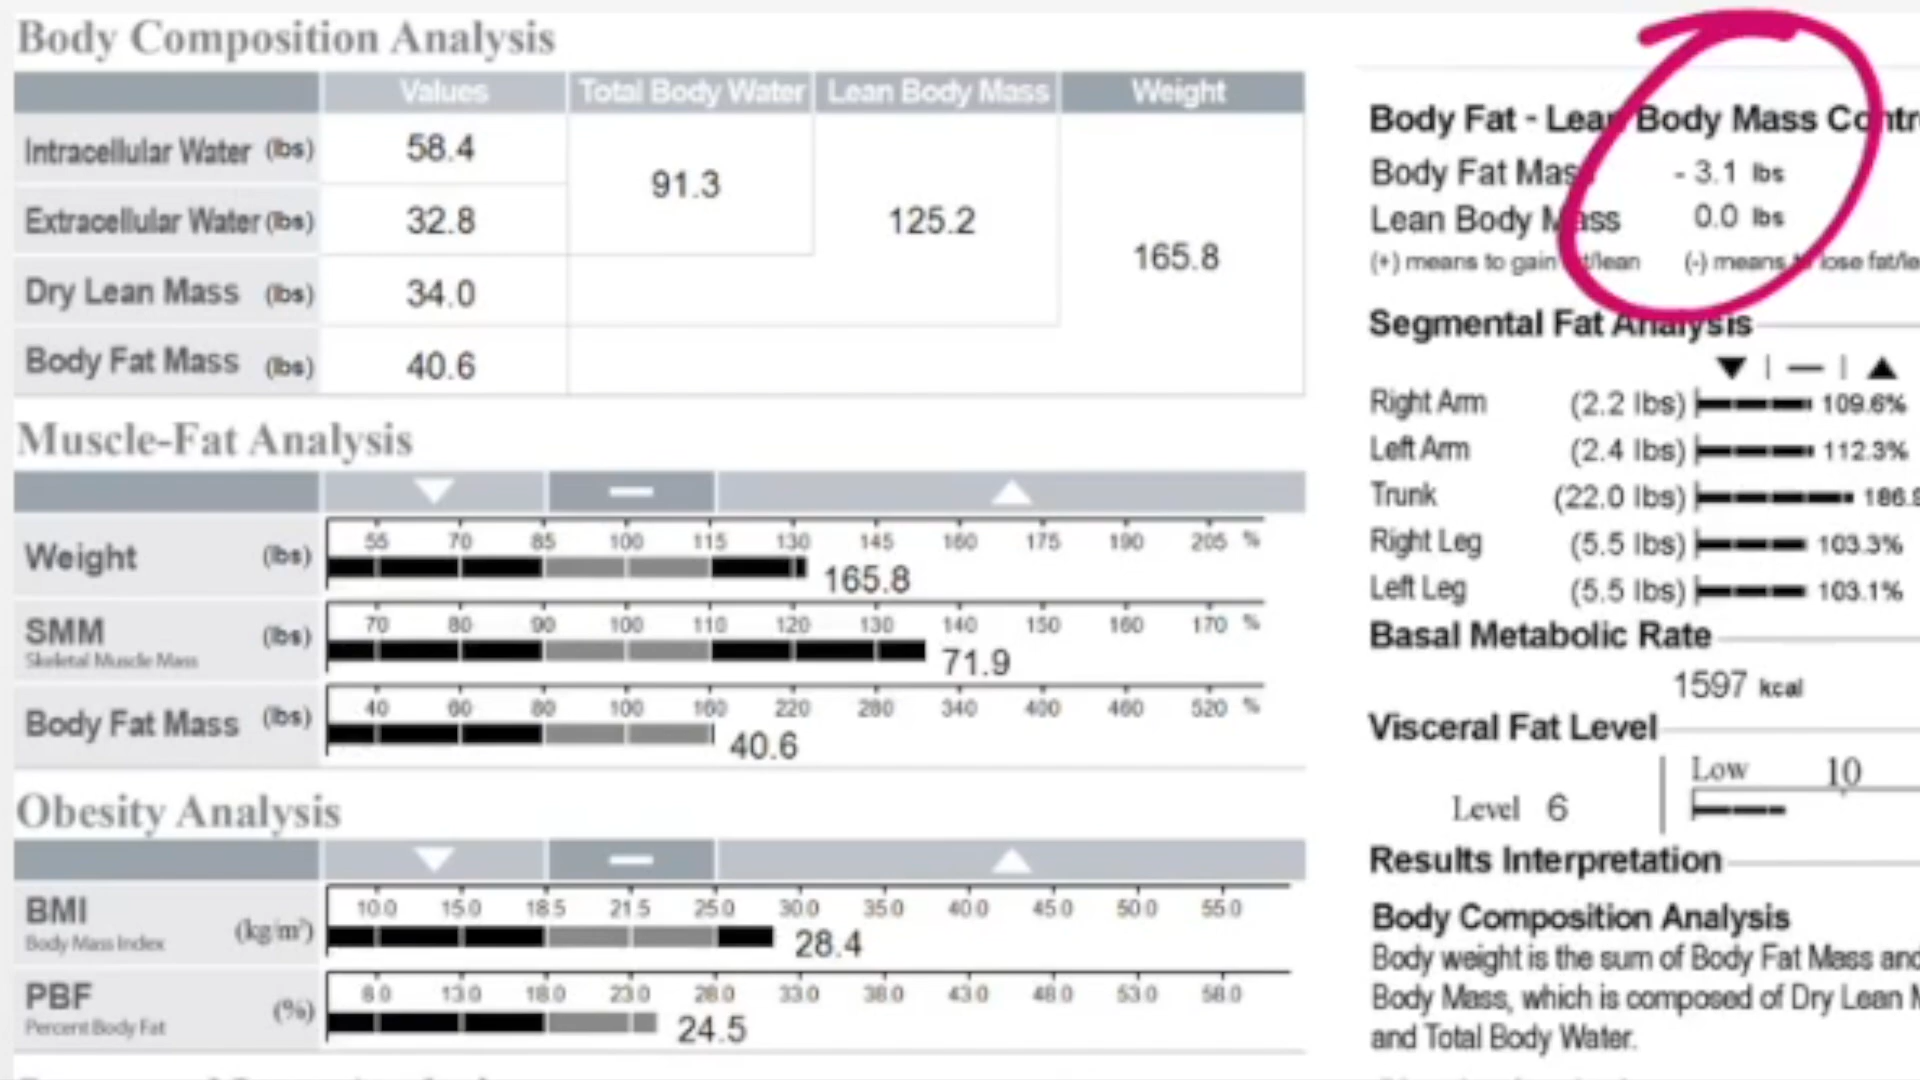 Body Composition Analysis
Values Total Body Water Lean Body Mass Weight
Intracellular Water (lbs) 58.4
91.3
Extracellular Water (lbs) 32.8
125.2
165.8
Dry Lean Mass (lbs) 34.0
Body Fat Mass (lbs) 40.6
Muscle-Fat Analysis
55 70 85 100 115 130 145 160 175 190 205 %
Weight (lbs) 165.8
70 80 90 100 110 120 130 140 150 160 170 %
SMM (lbs) 71.9
Skeletal Muscle Mass
40 60 80 100 160 220 280 340 400 460 520 %
Body Fat Mass (lbs) 40.6
Obesity Analysis
10.0 15.0 18.5 21.5 25.0 30.0 35.0 40.0 45.0 50.0 55.0
BMI (kg/m²) 28.4
Body Mass Index
8.0 13.0 18.0 23.0 28.0 33.0 38.0 43.0 48.0 53.0 58.0
PBF (%) 24.5
Percent Body Fat
Body Fat - Lean Body Mass Contr
Body Fat Mass - 3.1 lbs
Lean Body Mass 0.0 lbs
(+) means to gain fat/lean (-) means to lose fat/le
Segmental Fat Analysis
Right Arm (2.2 lbs) 109.6%
Left Arm (2.4 lbs) 112.3%
Trunk (22.0 lbs) 186.9
Right Leg (5.5 lbs) 103.3%
Left Leg (5.5 lbs) 103.1%
Basal Metabolic Rate
1597 kcal
Visceral Fat Level
Low 10
Level 6
Results Interpretation
Body Composition Analysis
Body weight is the sum of Body Fat Mass and
Body Mass, which is composed of Dry Lean M
and Total Body Water.